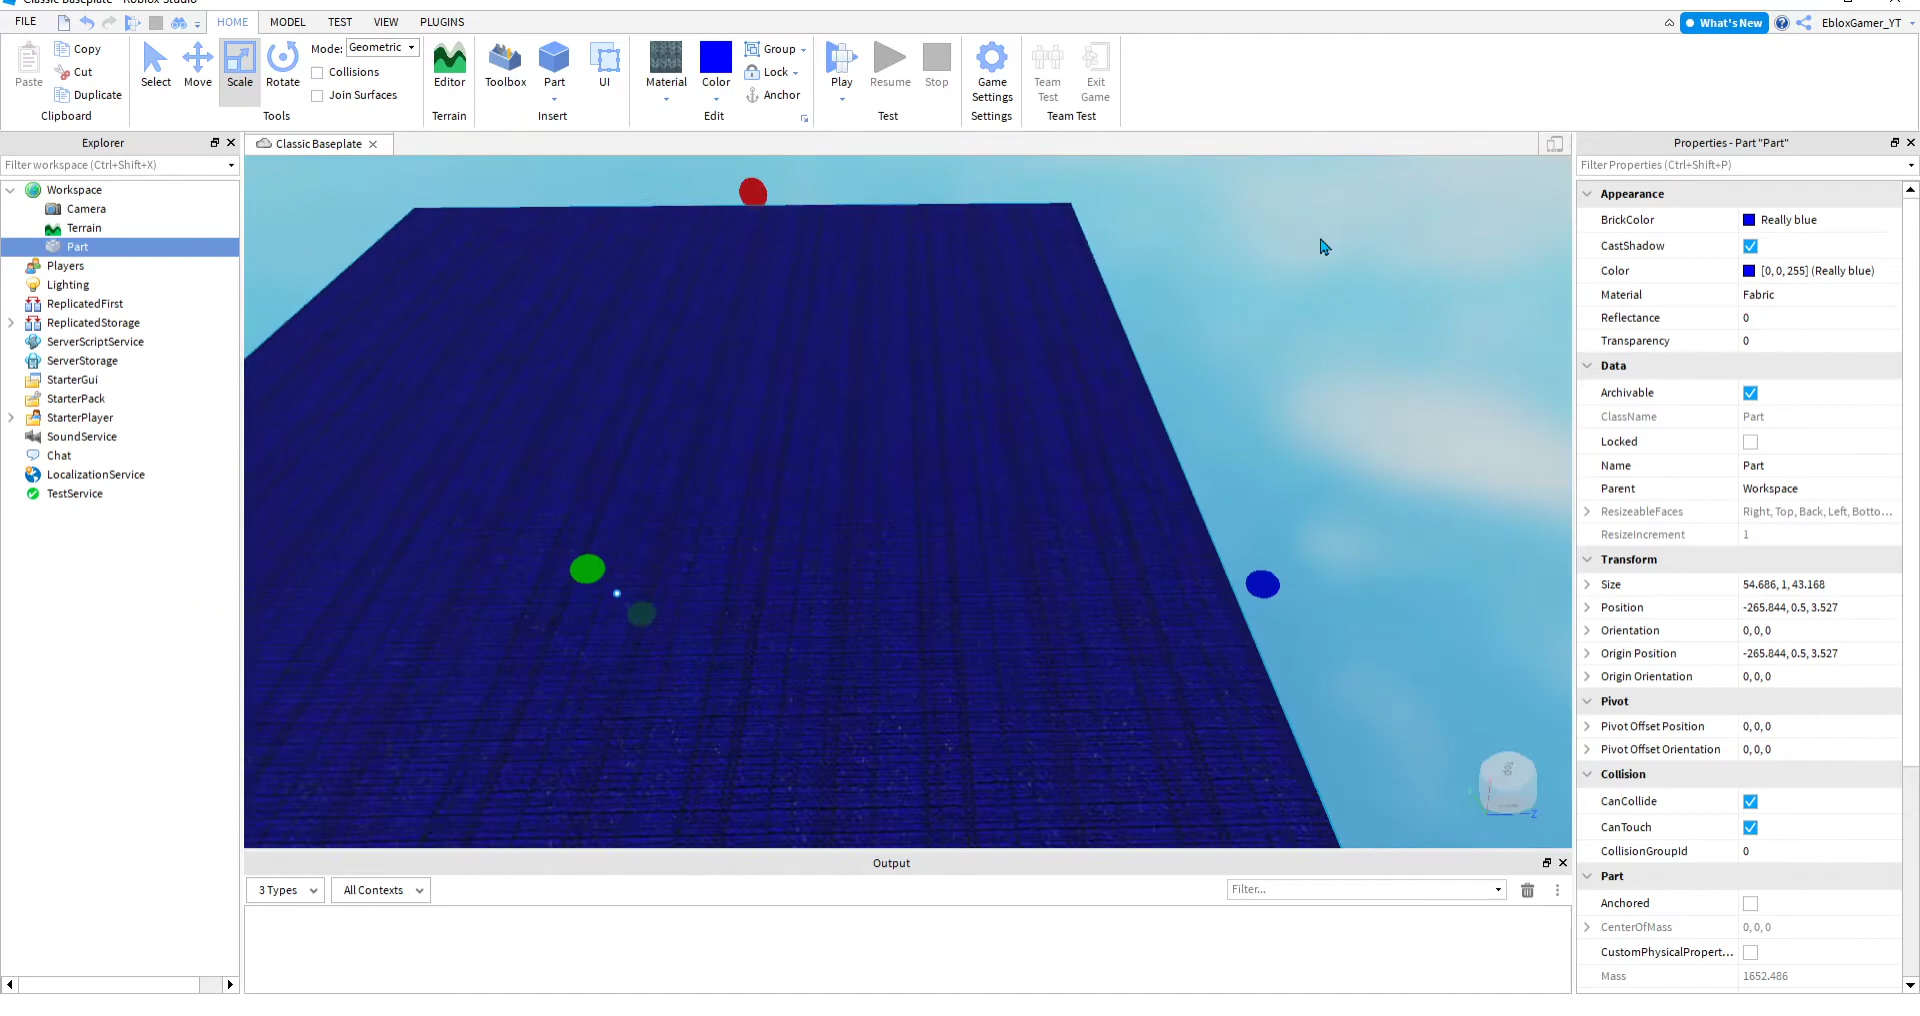 Classic Baseplate - Roblox Studio
FILE HOME MODEL TEST VIEW PLUGINS What's New EbloxGamer_YT
Paste Copy Cut Duplicate
Clipboard
Select Move Scale Rotate Mode: Geometric Collisions Join Surfaces
Tools
Editor
Terrain
Toolbox Part UI
Insert
Material Color Group Lock Anchor
Edit
Play Resume Stop
Test
Game Settings
Settings
Team Test Exit Game
Team Test
Explorer
Filter workspace (Ctrl+Shift+X)
Workspace
Camera
Terrain
Part
Players
Lighting
ReplicatedFirst
ReplicatedStorage
ServerScriptService
ServerStorage
StarterGui
StarterPack
StarterPlayer
SoundService
Chat
LocalizationService
TestService
Classic Baseplate
Top
Z
Output
3 Types All Contexts Filter...
Properties - Part "Part"
Filter Properties (Ctrl+Shift+P)
Appearance
BrickColor Really blue
CastShadow
Color [0, 0, 255] (Really blue)
Material Fabric
Reflectance 0
Transparency 0
Data
Archivable
ClassName Part
Locked
Name Part
Parent Workspace
ResizeableFaces Right, Top, Back, Left, Botto...
ResizeIncrement 1
Transform
Size 54.686, 1, 43.168
Position -265.844, 0.5, 3.527
Orientation 0, 0, 0
Origin Position -265.844, 0.5, 3.527
Origin Orientation 0, 0, 0
Pivot
Pivot Offset Position 0, 0, 0
Pivot Offset Orientation 0, 0, 0
Collision
CanCollide
CanTouch
CollisionGroupId 0
Part
Anchored
CenterOfMass 0, 0, 0
CustomPhysicalPropert...
Mass 1652.486